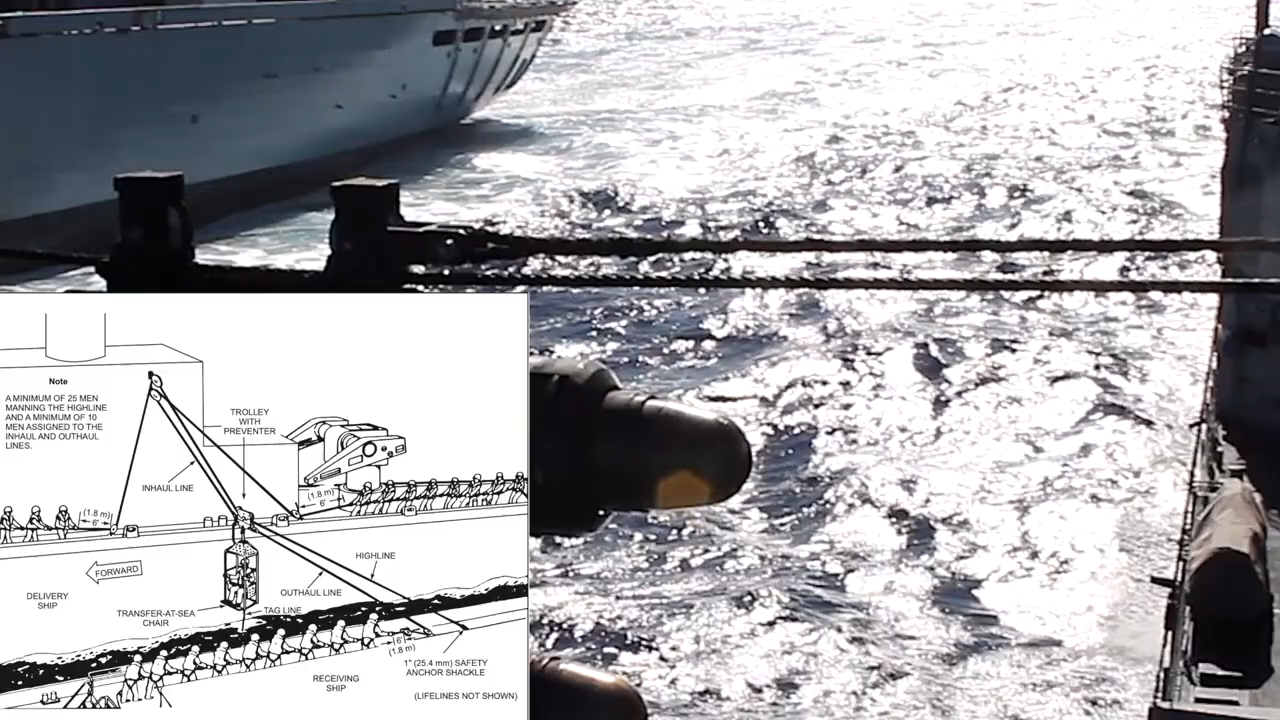 Note
A MINIMUM OF 25 MEN
MANNING THE HIGHLINE
AND A MINIMUM OF 10
MEN ASSIGNED TO THE
INHAUL AND OUTHAUL
LINES.
TROLLEY
WITH
PREVENTER
INHAUL LINE
(1.8 m)
6'
(1.8 m)
6'
FORWARD
HIGHLINE
OUTHAUL LINE
DELIVERY
SHIP
TRANSFER-AT-SEA
CHAIR
TAG LINE
6'
(1.8 m)
1" (25.4 mm) SAFETY
ANCHOR SHACKLE
RECEIVING
SHIP
(LIFELINES NOT SHOWN)